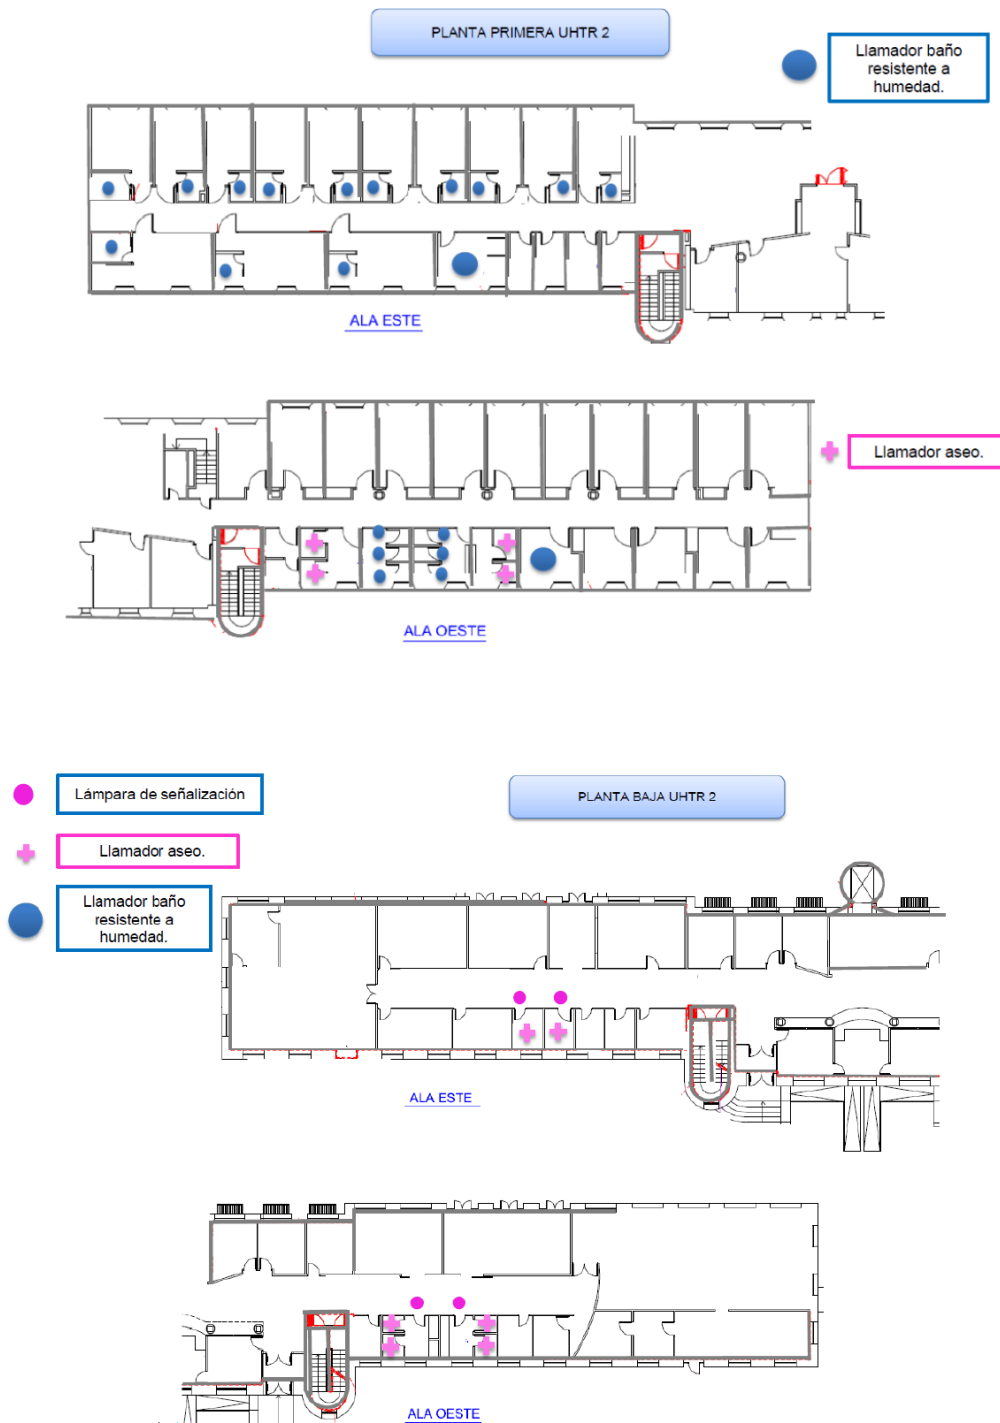 PLANTA PRIMERA UHTR 2
Llamador baño
resistente a
humedad.
ALA ESTE
Llamador aseo.
ALA OESTE
Lámpara de señalización
PLANTA BAJA UHTR 2
Llamador aseo.
Llamador baño
resistente a
humedad.
ALA ESTE
ALA OESTE